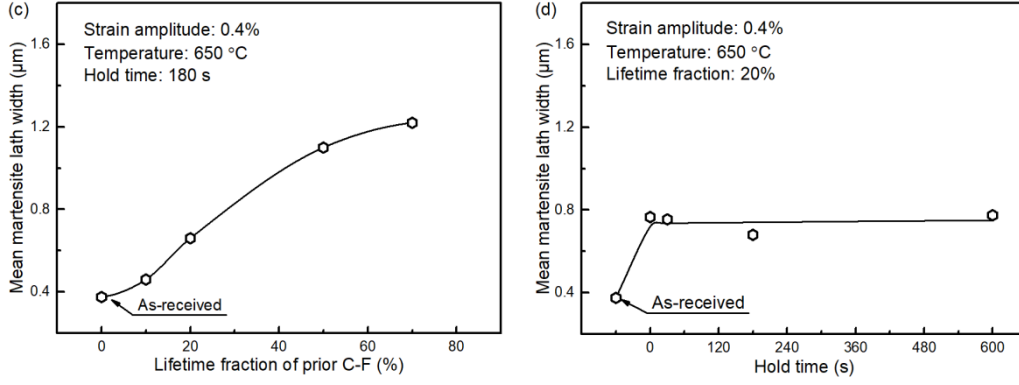 (c)
Strain amplitude: 0.4%
Temperature: 650 °C
Hold time: 180 s
Mean martensite lath width (μm)
1.6
1.2
0.8
0.4
As-received
0 20 40 60 80
Lifetime fraction of prior C-F (%)
(d)
Strain amplitude: 0.4%
Temperature: 650 °C
Lifetime fraction: 20%
Mean martensite lath width (μm)
1.6
1.2
0.8
0.4
As-received
0 120 240 360 480 600
Hold time (s)